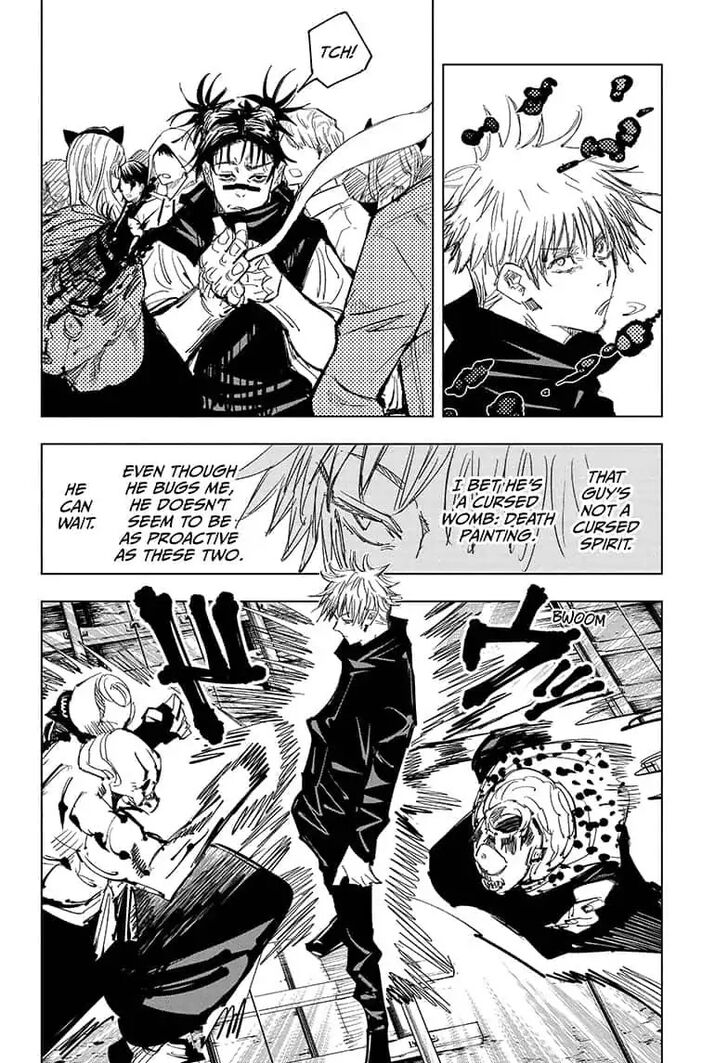 TCH!
THAT
GUY'S
NOT A
CURSED
SPIRIT.
I BET HE'S
A CURSED
WOMB: DEATH
PAINTING.
EVEN THOUGH
HE BUGS ME,
HE DOESN'T
SEEM TO BE
AS PROACTIVE
AS THESE TWO.
HE
CAN
WAIT.
BWOOM